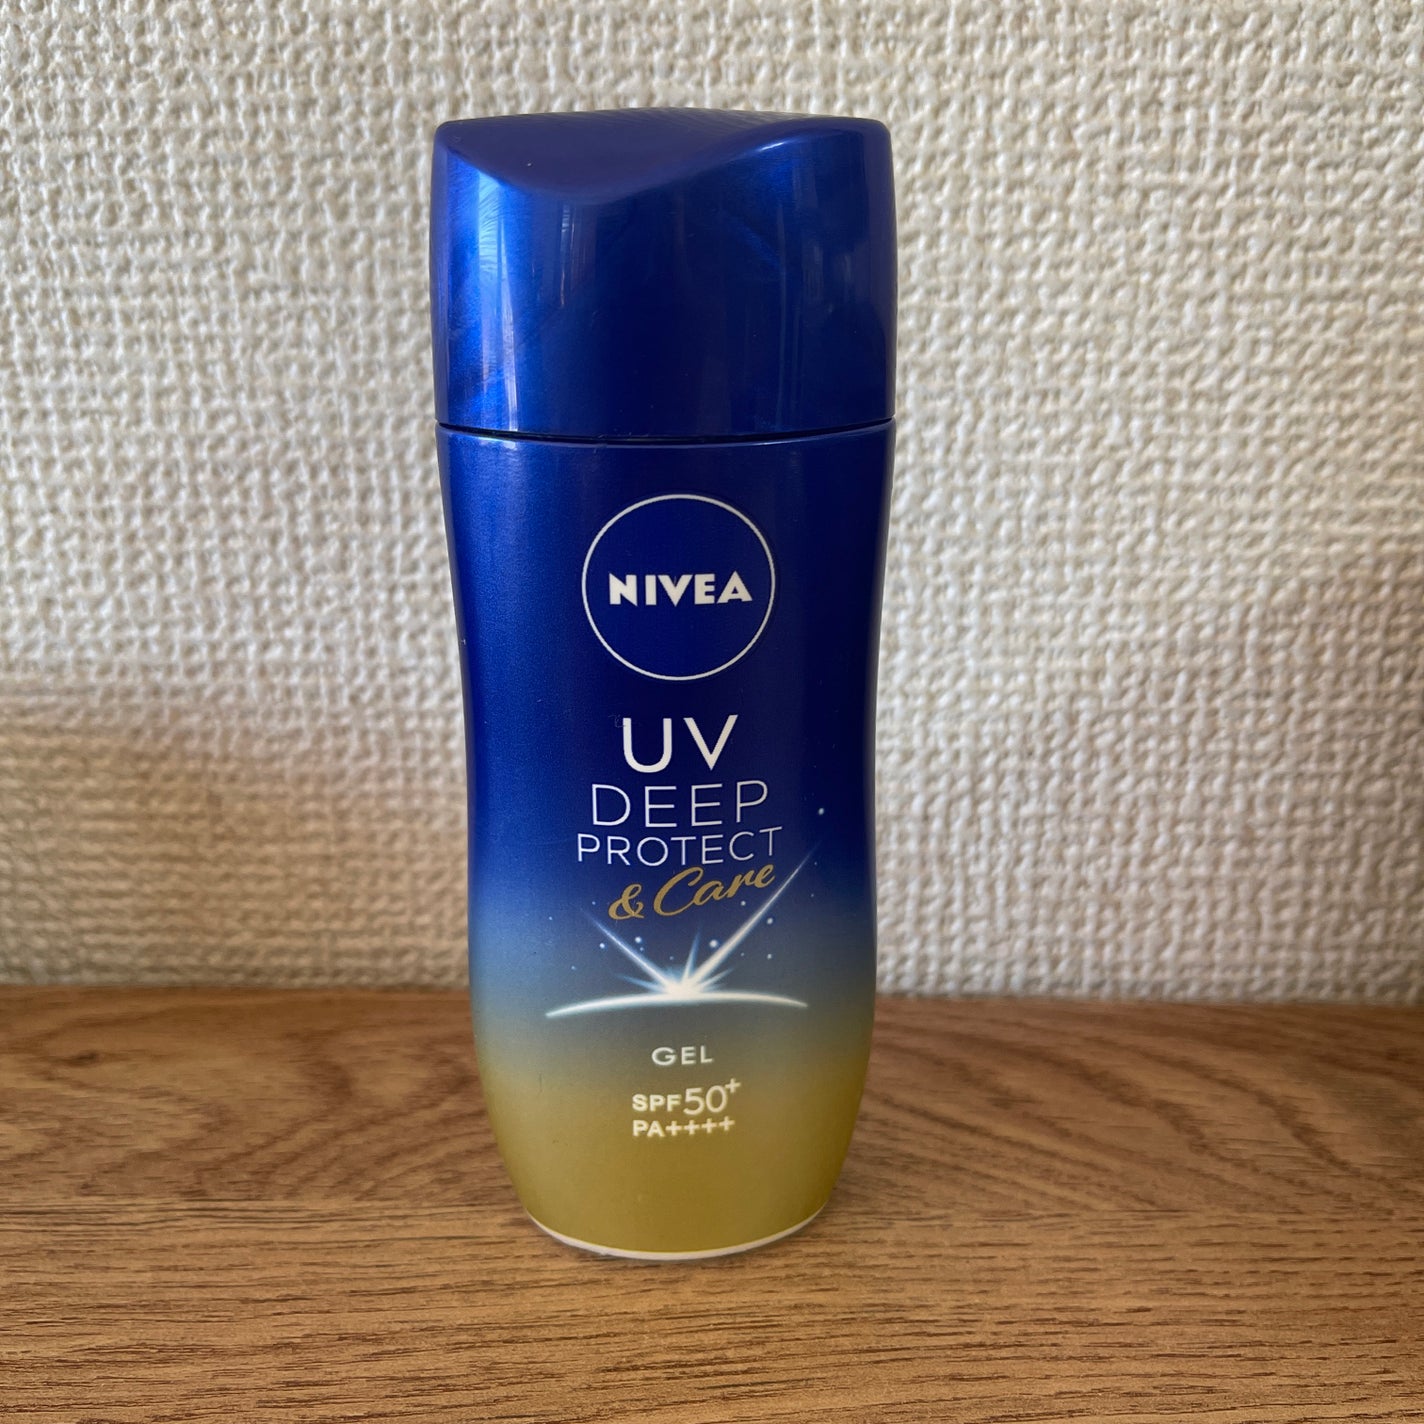 NIVEA
UV
DEEP
PROTECT
& Care
GEL
SPF50+
PA++++